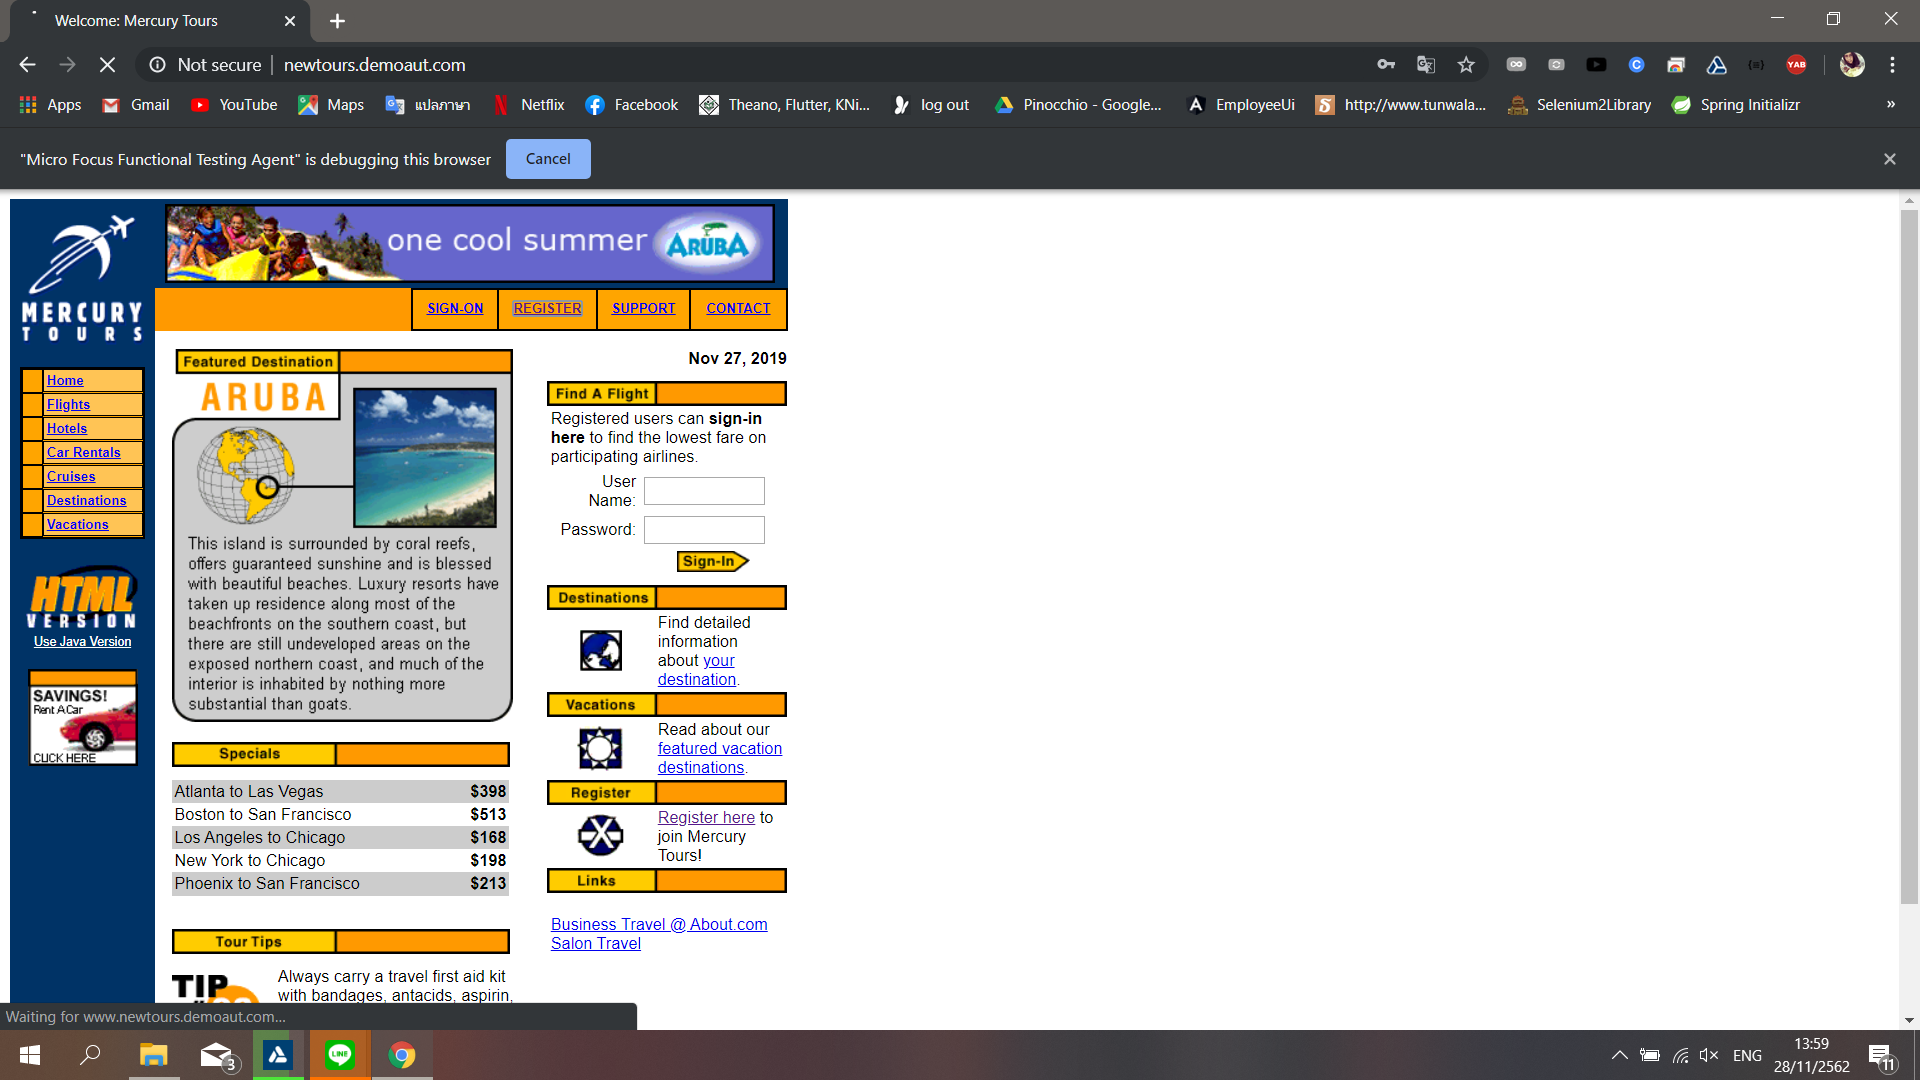 Welcome: Mercury Tours
Not secure
newtours.demoaut.com
YAB
Apps
Gmail
YouTube
Maps
แปลภาษา
Netflix
Facebook
Theano, Flutter, KNi...
log out
Pinocchio - Google...
EmployeeUi
http://www.tunwala...
Selenium2Library
Spring Initializr
»
"Micro Focus Functional Testing Agent" is debugging this browser
Cancel
one cool summer
ARUBA
MERCURY
TOURS
SIGN-ON
REGISTER
SUPPORT
CONTACT
Home
Flights
Hotels
Car Rentals
Cruises
Destinations
Vacations
HTML
VERSION
Use Java Version
SAVINGS!
Rent A Car
CLICK HERE
Featured Destination
ARUBA
This island is surrounded by coral reefs,
offers guaranteed sunshine and is blessed
with beautiful beaches. Luxury resorts have
taken up residence along most of the
beachfronts on the southern coast, but
there are still undeveloped areas on the
exposed northern coast, and much of the
interior is inhabited by nothing more
substantial than goats.
Specials
Atlanta to Las Vegas $398
Boston to San Francisco $513
Los Angeles to Chicago $168
New York to Chicago $198
Phoenix to San Francisco $213
Tour Tips
TIP
Always carry a travel first aid kit
with bandages, antacids, aspirin,
Nov 27, 2019
Find A Flight
Registered users can sign-in
here to find the lowest fare on
participating airlines.
User
Name:
Password:
Sign-In
Destinations
Find detailed
information
about your
destination.
Vacations
Read about our
featured vacation
destinations.
Register
Register here to
join Mercury
Tours!
Links
Business Travel @ About.com
Salon Travel
Waiting for www.newtours.demoaut.com...
3
LINE
ENG
13:59
28/11/2562
11